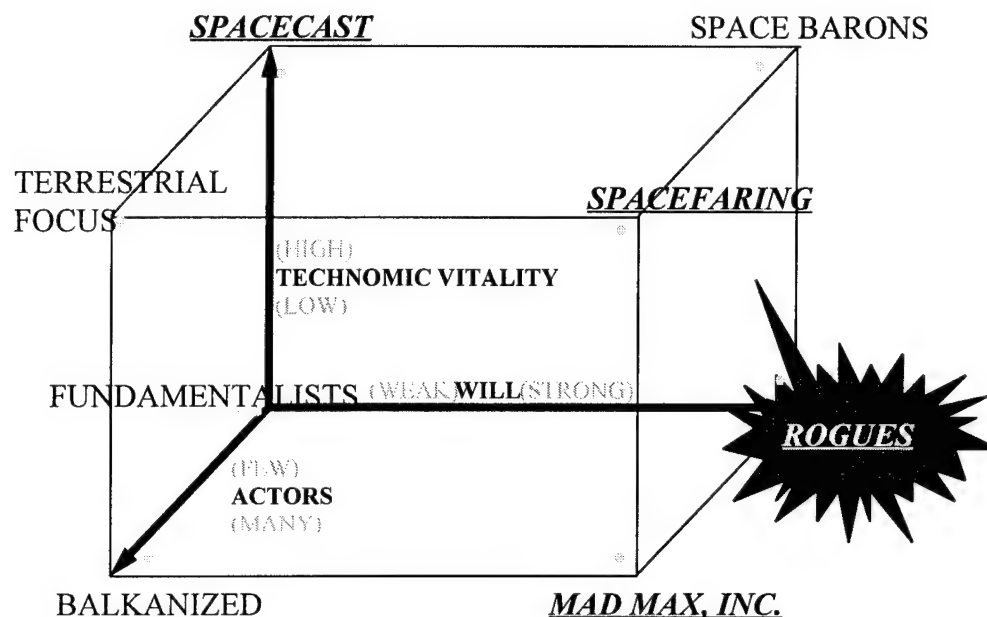 SPACECAST
SPACE BARONS
TERRESTRIAL
FOCUS
SPACEFARING
(HIGH)
TECHNOMIC VITALITY
(LOW)
FUNDAMENTALISTS (WEAK) WILL (STRONG)
ROGUES
(FEW)
ACTORS
(MANY)
BALKANIZED
MAD MAX, INC.